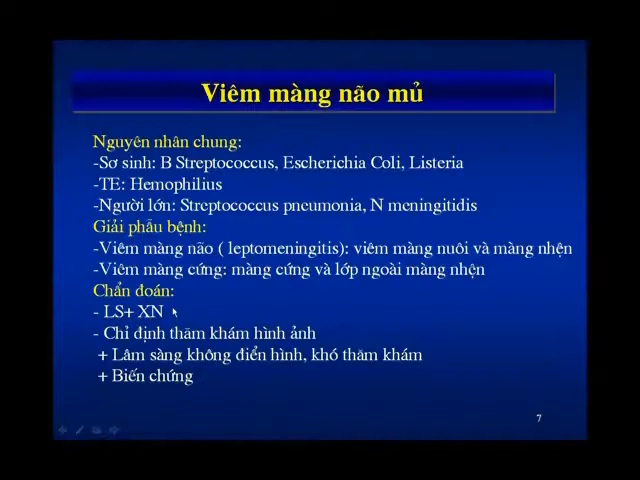 Viêm màng não mủ
Nguyên nhân chung:
-Sơ sinh: B Streptococcus, Escherichia Coli, Listeria
-TE: Hemophilius
-Người lớn: Streptococcus pneumonia, N meningitidis
Giải phẫu bệnh:
-Viêm màng não ( leptomeningitis): viêm màng nuôi và màng nhện
-Viêm màng cứng: màng cứng và lớp ngoài màng nhện
Chẩn đoán:
- LS+ XN
- Chỉ định thăm khám hình ảnh
+ Lâm sàng không điển hình, khó thăm khám
+ Biến chứng
7